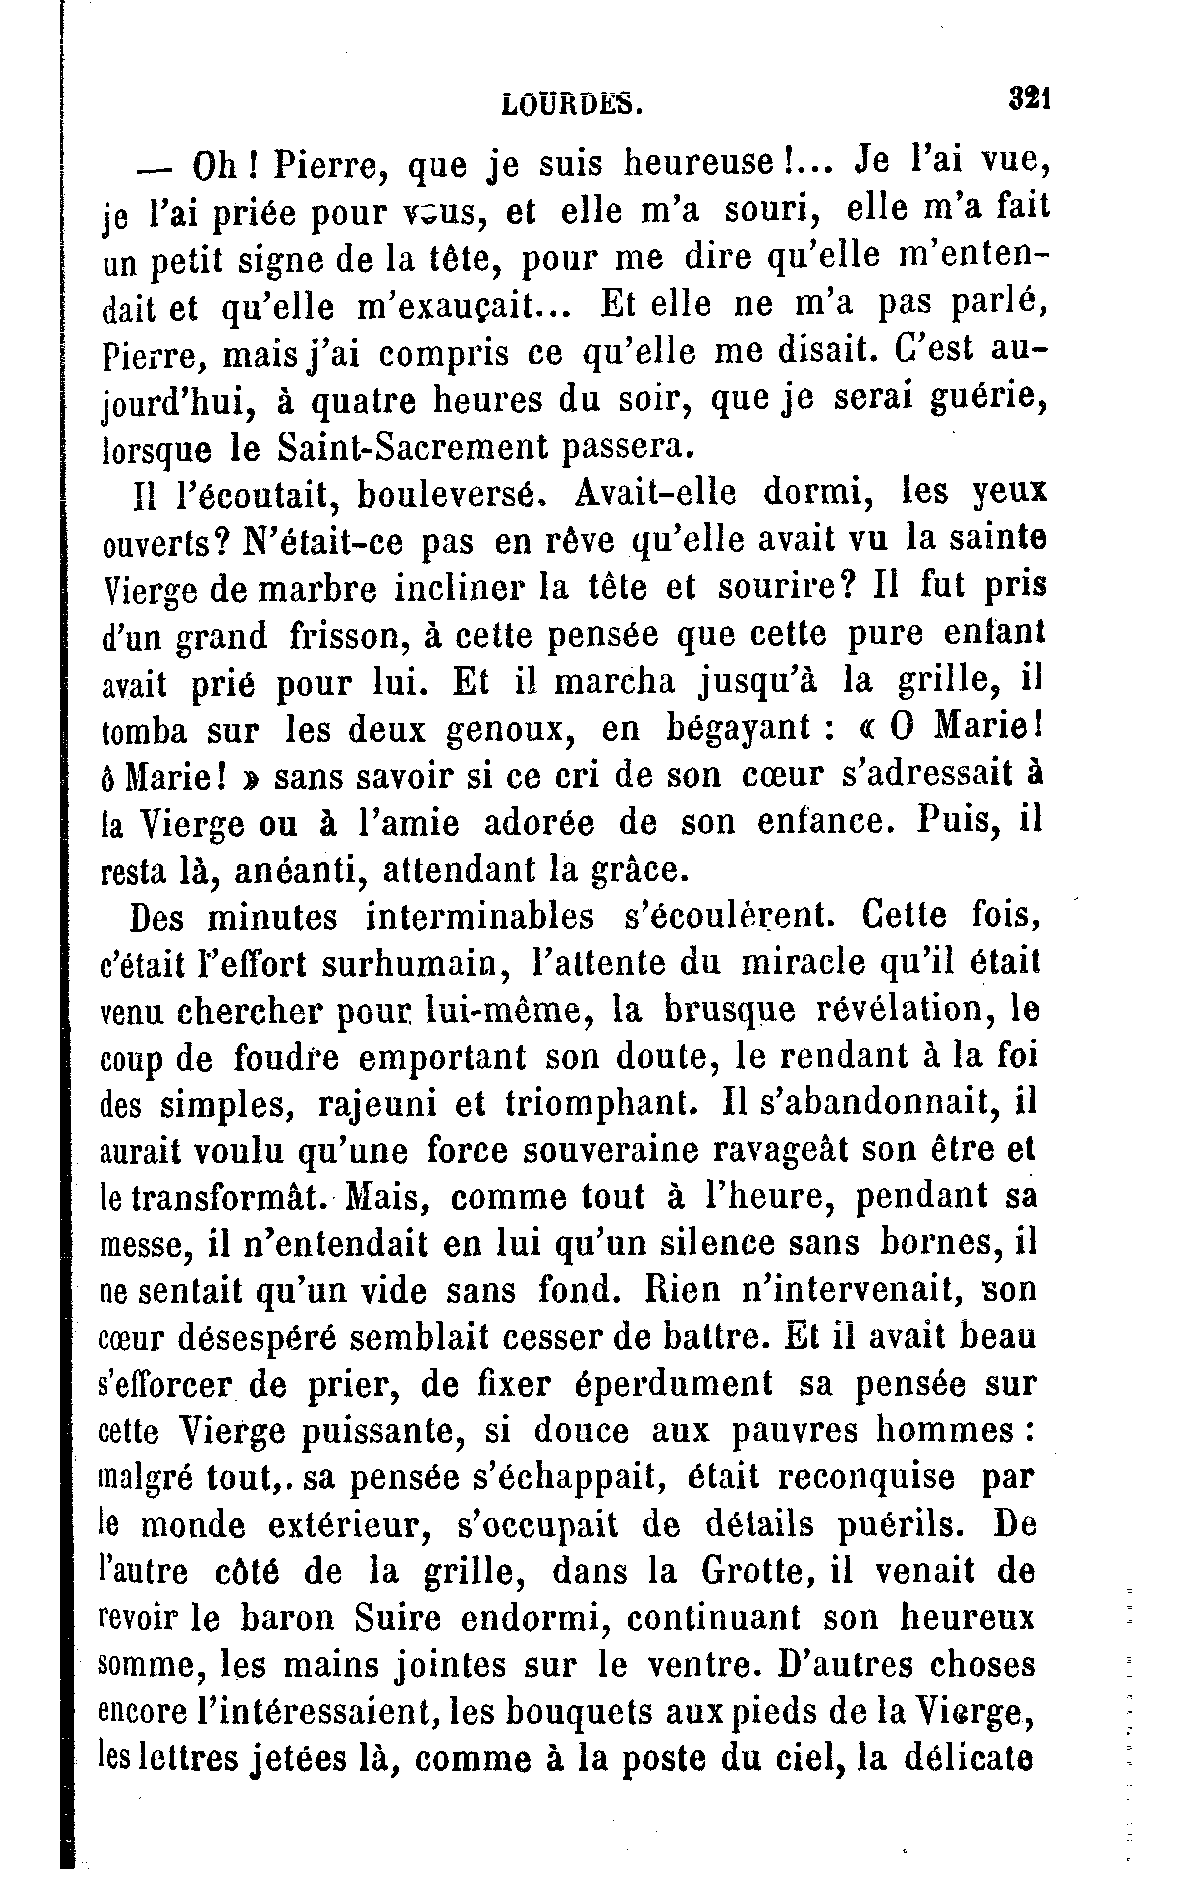 LOURDES. 321
— Oh ! Pierre, que je suis heureuse !... Je l'ai vue,
je l'ai priée pour vous, et elle m'a souri, elle m'a fait
un petit signe de la tête, pour me dire qu'elle m'enten-
dait et qu'elle m'exauçait... Et elle ne m'a pas parlé,
Pierre, mais j'ai compris ce qu'elle me disait. C'est au-
jourd'hui, à quatre heures du soir, que je serai guérie,
lorsque le Saint-Sacrement passera.
Il l'écoutait, bouleversé. Avait-elle dormi, les yeux
ouverts? N'était-ce pas en rêve qu'elle avait vu la sainte
Vierge de marbre incliner la tête et sourire? Il fut pris
d'un grand frisson, à cette pensée que cette pure enfant
avait prié pour lui. Et il marcha jusqu'à la grille, il
tomba sur les deux genoux, en bégayant : « O Marie!
ô Marie! » sans savoir si ce cri de son cœur s'adressait à
la Vierge ou à l'amie adorée de son enfance. Puis, il
resta là, anéanti, attendant la grâce.
Des minutes interminables s'écoulèrent. Cette fois,
c'était l'effort surhumain, l'attente du miracle qu'il était
venu chercher pour lui-même, la brusque révélation, le
coup de foudre emportant son doute, le rendant à la foi
des simples, rajeuni et triomphant. Il s'abandonnait, il
aurait voulu qu'une force souveraine ravageât son être et
le transformât. Mais, comme tout à l'heure, pendant sa
messe, il n'entendait en lui qu'un silence sans bornes, il
ne sentait qu'un vide sans fond. Rien n'intervenait, son
cœur désespéré semblait cesser de battre. Et il avait beau
s'efforcer de prier, de fixer éperdument sa pensée sur
cette Vierge puissante, si douce aux pauvres hommes :
malgré tout, sa pensée s'échappait, était reconquise par
le monde extérieur, s'occupait de détails puérils. De
l'autre côté de la grille, dans la Grotte, il venait de
revoir le baron Suire endormi, continuant son heureux
somme, les mains jointes sur le ventre. D'autres choses
encore l'intéressaient, les bouquets aux pieds de la Vierge,
les lettres jetées là, comme à la poste du ciel, la délicate